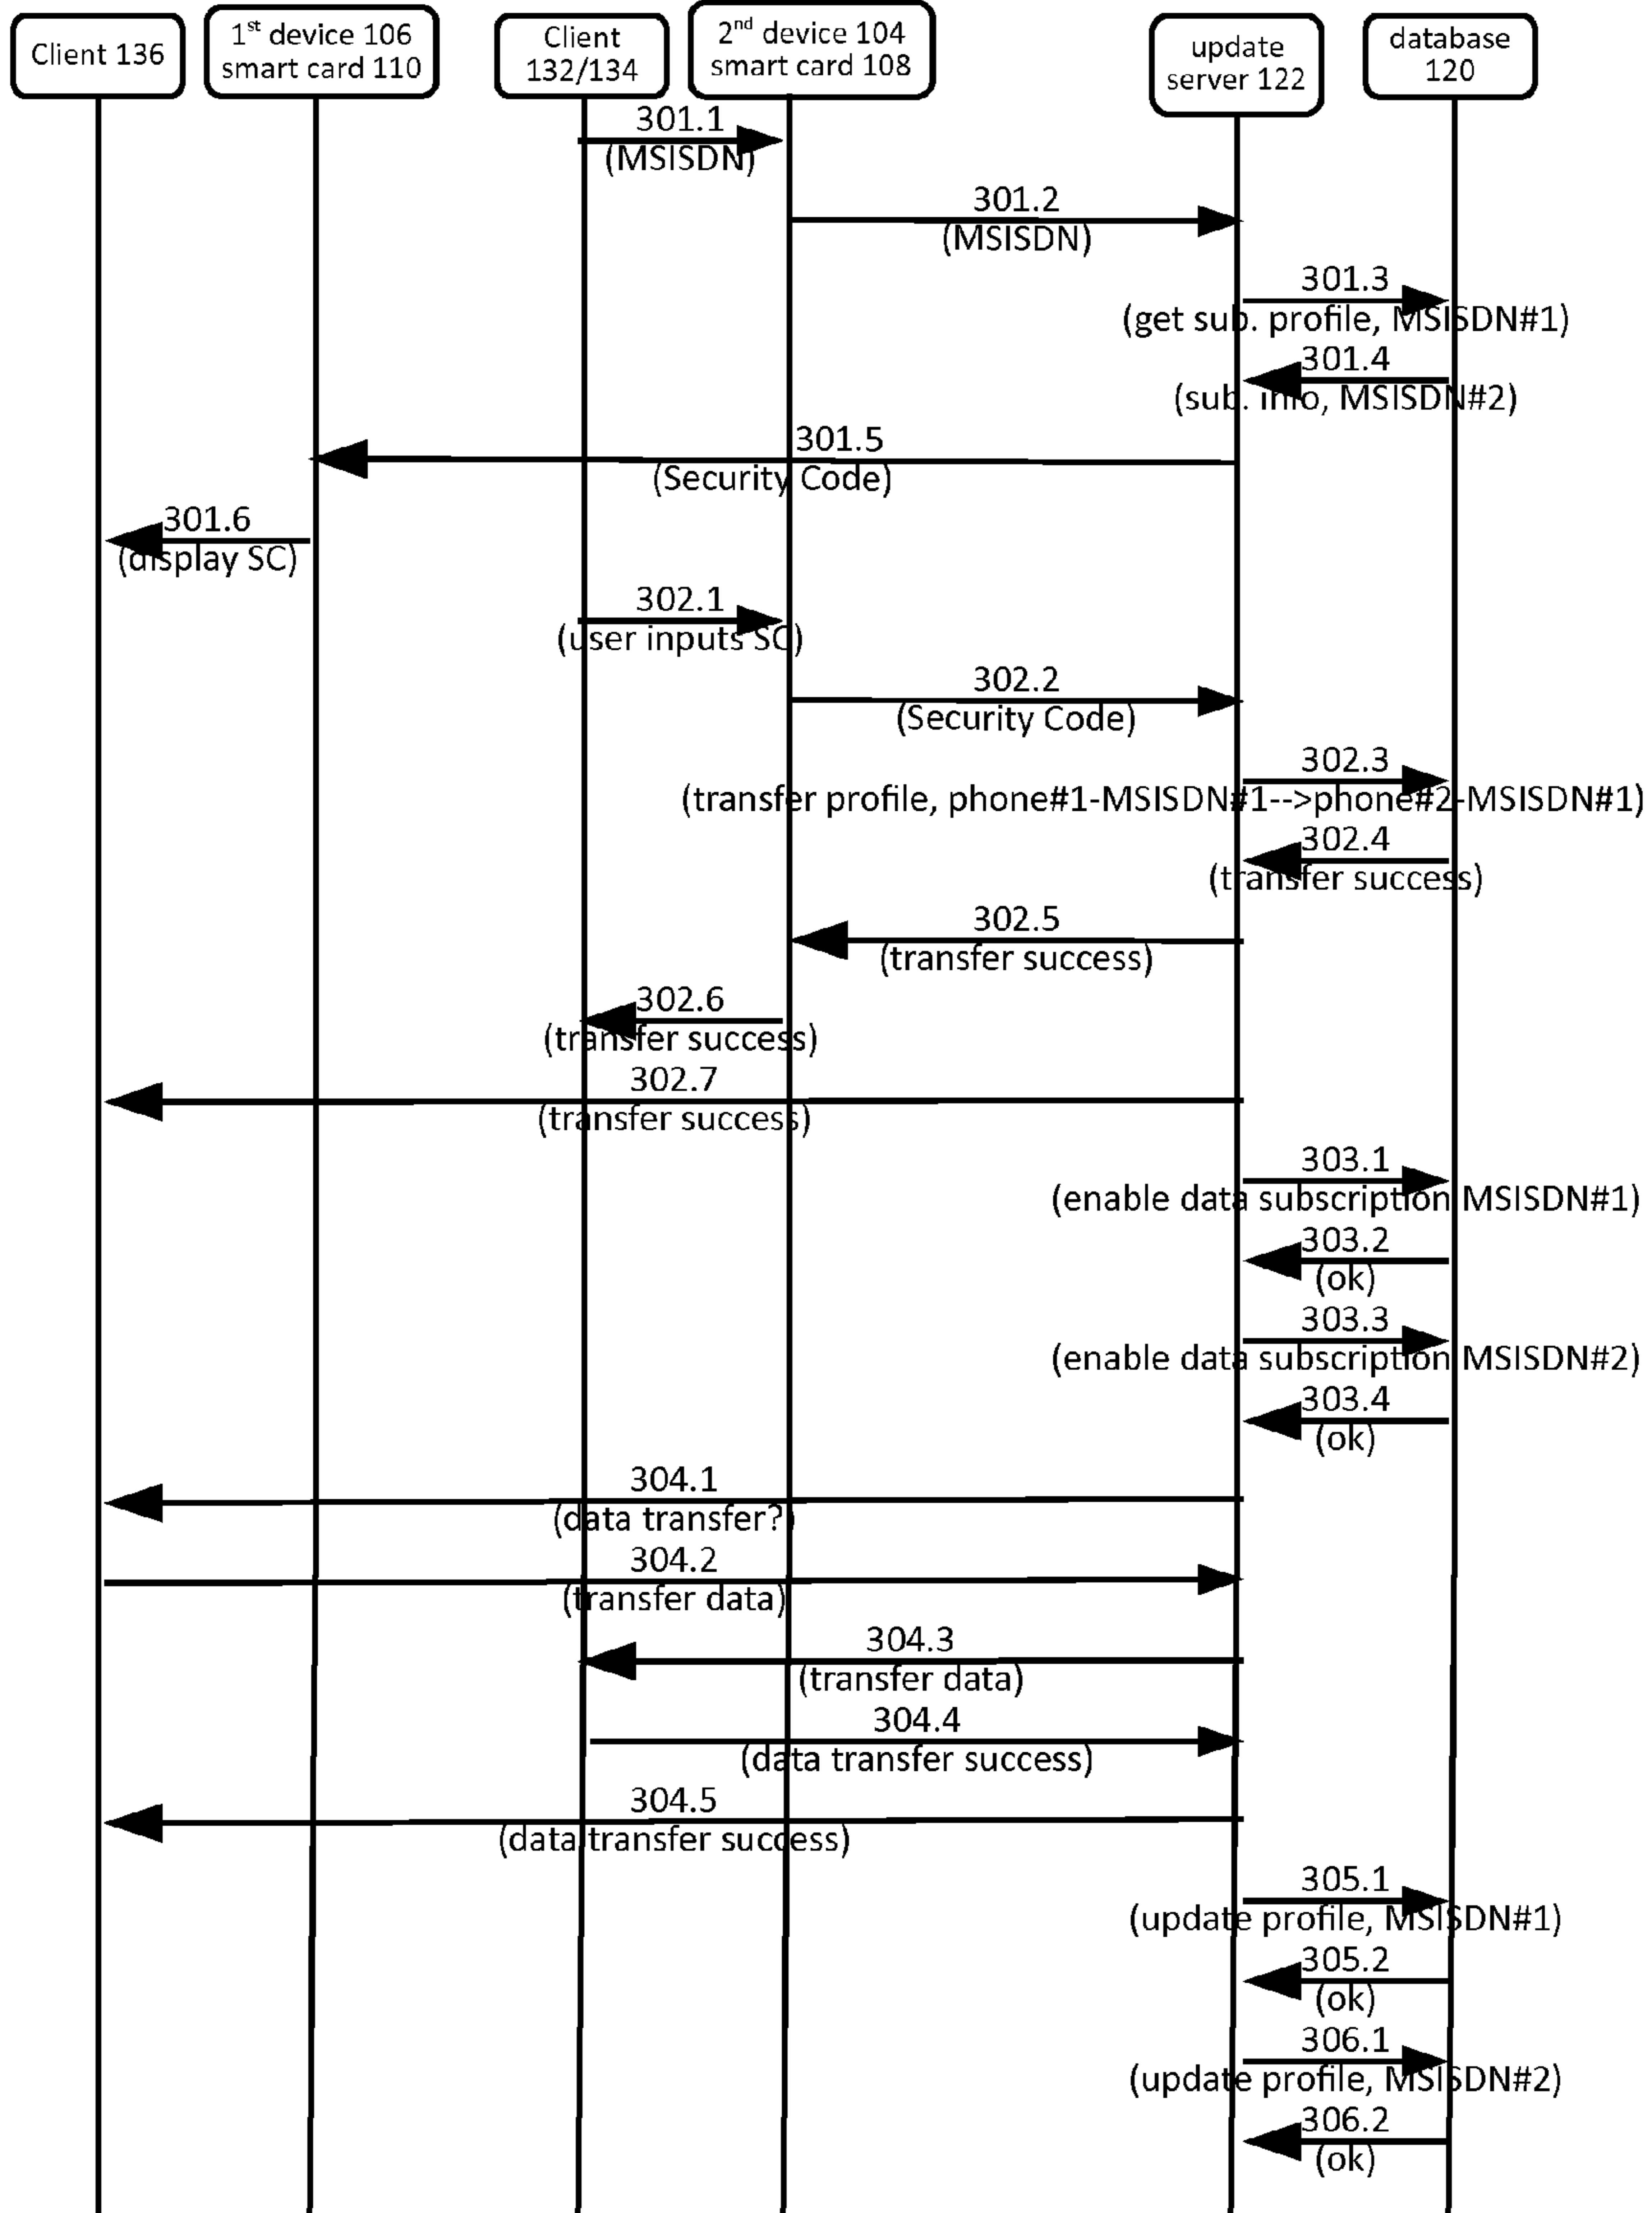 Client 136
1st device 106
smart card 110
Client
132/134
2nd device 104
smart card 108
update
server 122
database
120
301.1
(MSISDN)
301.2
(MSISDN)
301.3
(get sub. profile, MSISDN#1)
301.4
(sub. info, MSISDN#2)
301.5
(Security Code)
301.6
(display SC)
302.1
(user inputs SC)
302.2
(Security Code)
302.3
(transfer profile, phone#1-MSISDN#1-->phone#2-MSISDN#1)
302.4
(transfer success)
302.5
(transfer success)
302.6
(transfer success)
302.7
(transfer success)
303.1
(enable data subscription MSISDN#1)
303.2
(ok)
303.3
(enable data subscription MSISDN#2)
303.4
(ok)
304.1
(data transfer?)
304.2
(transfer data)
304.3
(transfer data)
304.4
(data transfer success)
304.5
(data transfer success)
305.1
(update profile, MSISDN#1)
305.2
(ok)
306.1
(update profile, MSISDN#2)
306.2
(ok)